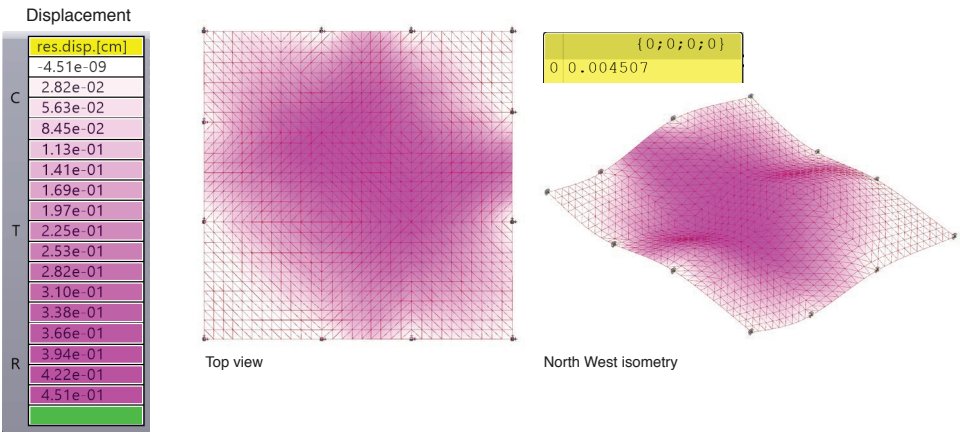 Displacement
res.disp.[cm]
-4.51e-09
C
2.82e-02
5.63e-02
8.45e-02
1.13e-01
1.41e-01
1.69e-01
1.97e-01
T
2.25e-01
2.53e-01
2.82e-01
3.10e-01
3.38e-01
3.66e-01
R
3.94e-01
4.22e-01
4.51e-01
Top view
{0;0;0;0}
0 0.004507
North West isometry